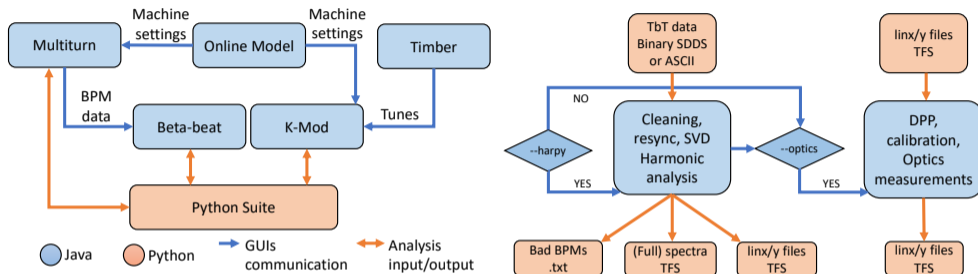 Machine
settings
Machine
settings
Multiturn
Online Model
Timber
BPM
data
Tunes
Beta-beat
K-Mod
Python Suite
Java
Python
GUIs
communication
Analysis
input/output
TbT data
Binary SDDS
or ASCII
linx/y files
TFS
NO
--harpy
YES
Cleaning,
resync, SVD
Harmonic
analysis
--optics
YES
DPP,
calibration,
Optics
measurements
Bad BPMs
.txt
(Full) spectra
TFS
linx/y files
TFS
linx/y files
TFS